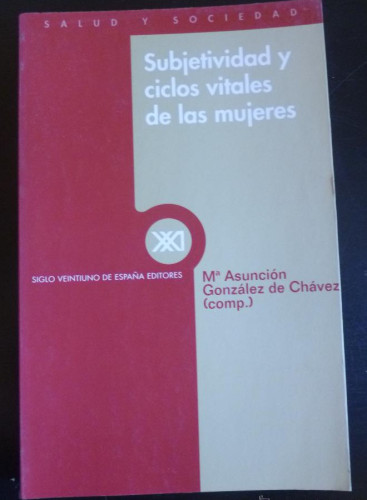 SALUD Y SOCIEDAD
Subjetividad y
ciclos vitales
de las mujeres
XXI
SIGLO VEINTIUNO DE ESPAÑA EDITORES
Mª Asunción
González de Chávez
(comp.)